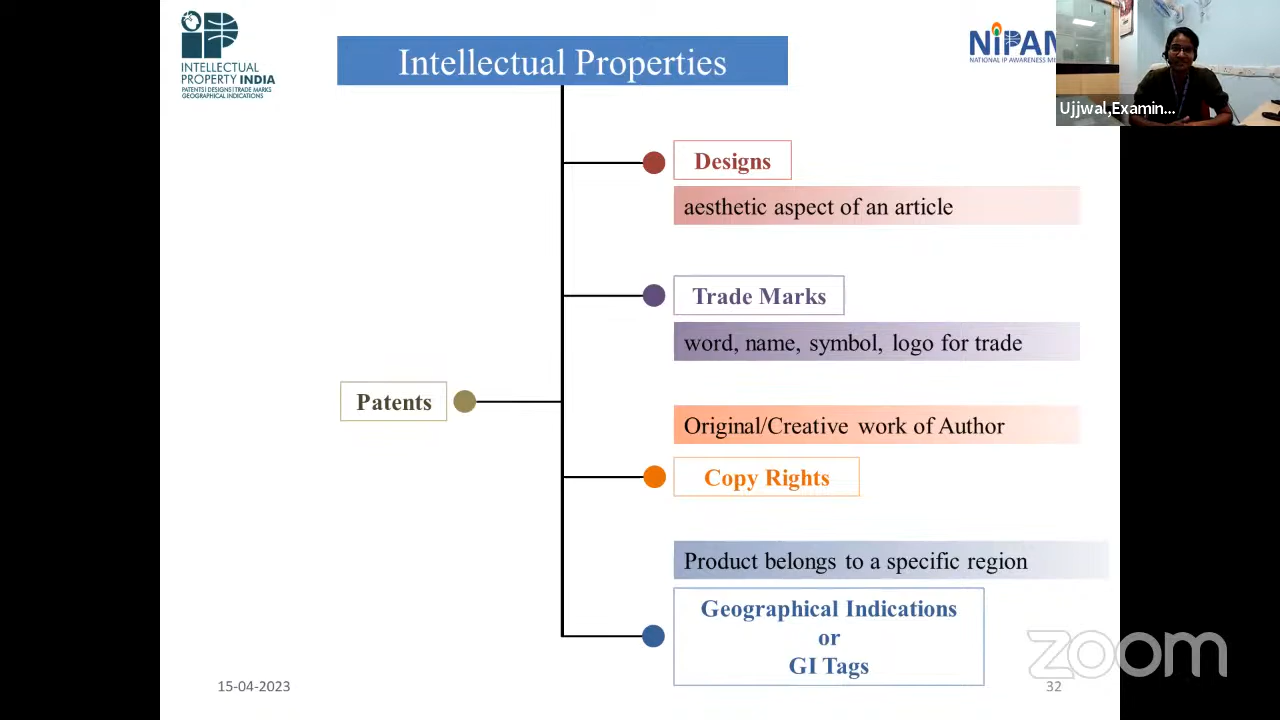 INTELLECTUAL
PROPERTY INDIA
PATENTS | DESIGNS | TRADE MARKS
GEOGRAPHICAL INDICATIONS
Intellectual Properties
NiPAM
NATIONAL IP AWARENESS MI
Ujjwal,Examin...
Designs
aesthetic aspect of an article
Trade Marks
word, name, symbol, logo for trade
Patents
Original/Creative work of Author
Copy Rights
Product belongs to a specific region
Geographical Indications
or
GI Tags
zoom
15-04-2023
32